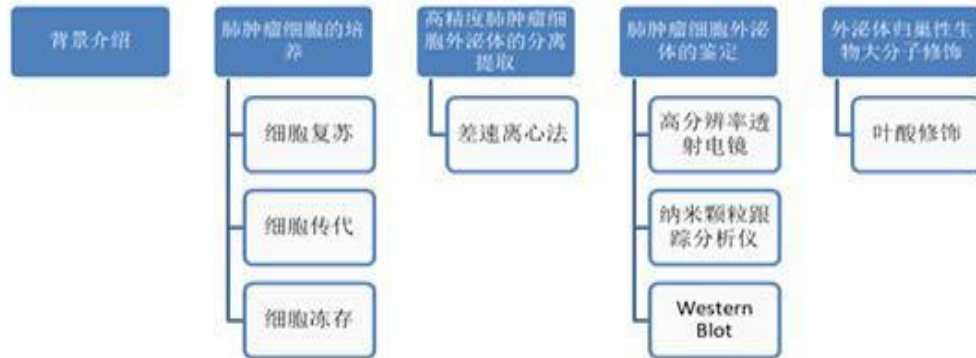 背景介绍
肺肿瘤细胞的培
养
细胞复苏
细胞传代
细胞冻存
高精度肺肿瘤细
胞外泌体的分离
提取
差速离心法
肺肿瘤细胞外泌
体的鉴定
高分辨率透
射电镜
纳米颗粒跟
踪分析仪
Western
Blot
外泌体归巢性生
物大分子修饰
叶酸修饰